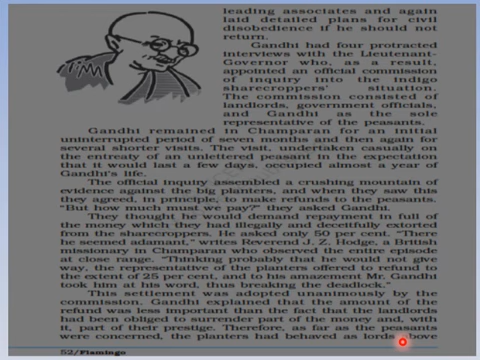 leading associates and again
laid detailed plans for civil
disobedience if he should not
return.
Gandhi had four protracted
interviews with the Lieutenant-
Governor who, as a result,
appointed an official commission
of inquiry into the indigo
sharecroppers' situation.
The commission consisted of
landlords, government officials,
and Gandhi as the sole
representative of the peasants.
Gandhi remained in Champaran for an initial
uninterrupted period of seven months and then again for
several shorter visits. The visit, undertaken casually on
the entreaty of an unlettered peasant in the expectation
that it would last a few days, occupied almost a year of
Gandhi's life.
The official inquiry assembled a crushing mountain of
evidence against the big planters, and when they saw this
they agreed, in principle, to make refunds to the peasants.
“But how much must we pay?” they asked Gandhi.
They thought he would demand repayment in full of
the money which they had illegally and deceitfully extorted
from the sharecroppers. He asked only 50 per cent. “There
he seemed adamant,” writes Reverend J. Z. Hodge, a British
missionary in Champaran who observed the entire episode
at close range. “Thinking probably that he would not give
way, the representative of the planters offered to refund to
the extent of 25 per cent, and to his amazement Mr. Gandhi
took him at his word, thus breaking the deadlock.”
This settlement was adopted unanimously by the
commission. Gandhi explained that the amount of the
refund was less important than the fact that the landlords
had been obliged to surrender part of the money and, with
it, part of their prestige. Therefore, as far as the peasants
were concerned, the planters had behaved as lords above
52/Flamingo